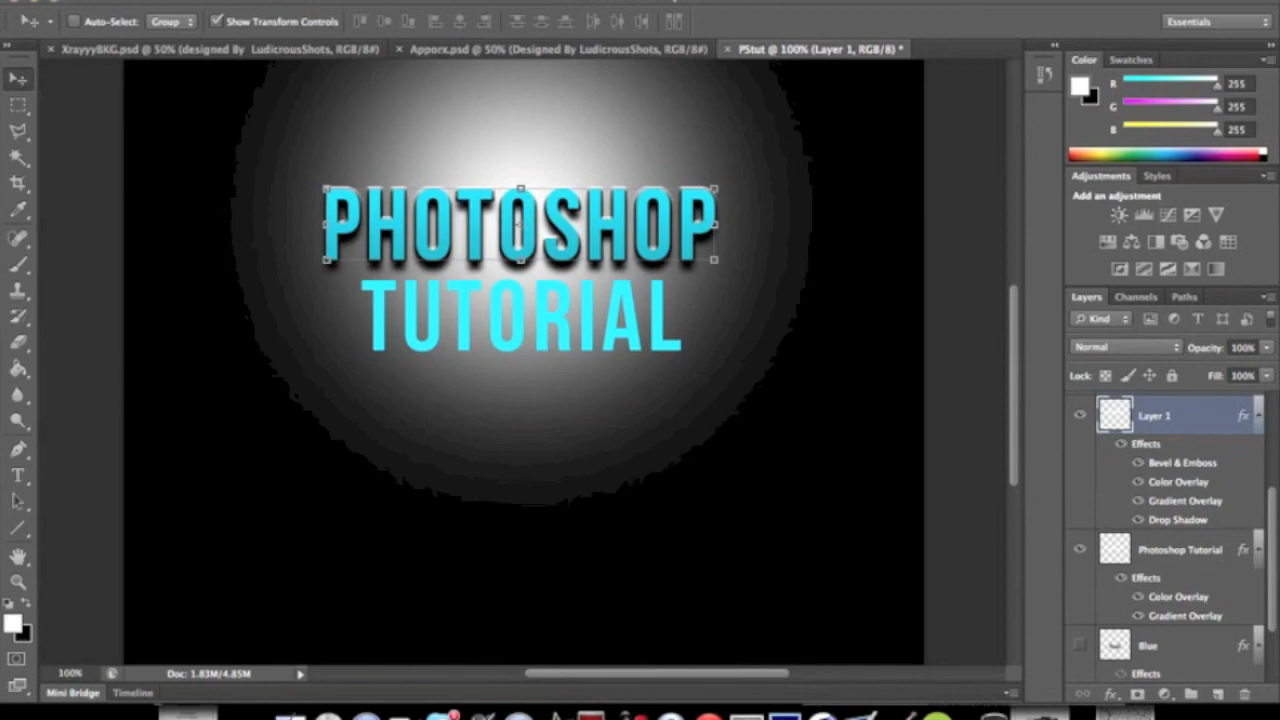 Auto-Select: Group Show Transform Controls Essentials
XrayyyBKG.psd @ 50% (designed By LudicrousShots, RGB/8#) Apporx.psd @ 50% (Designed By LudicrousShots, RGB/8#) PStut @ 100% (Layer 1, RGB/8) *
Color Swatches
R 255
G 255
B 255
Adjustments Styles
Add an adjustment
PHOTOSHOP
TUTORIAL
Layers Channels Paths
Kind
Normal Opacity: 100%
Lock: Fill: 100%
Layer 1 fx
Effects
Bevel & Emboss
Color Overlay
Gradient Overlay
Drop Shadow
Photoshop Tutorial fx
Effects
Color Overlay
Gradient Overlay
Blue fx
Effects
100% Doc: 1.83M/4.85M
Mini Bridge Timeline
fx